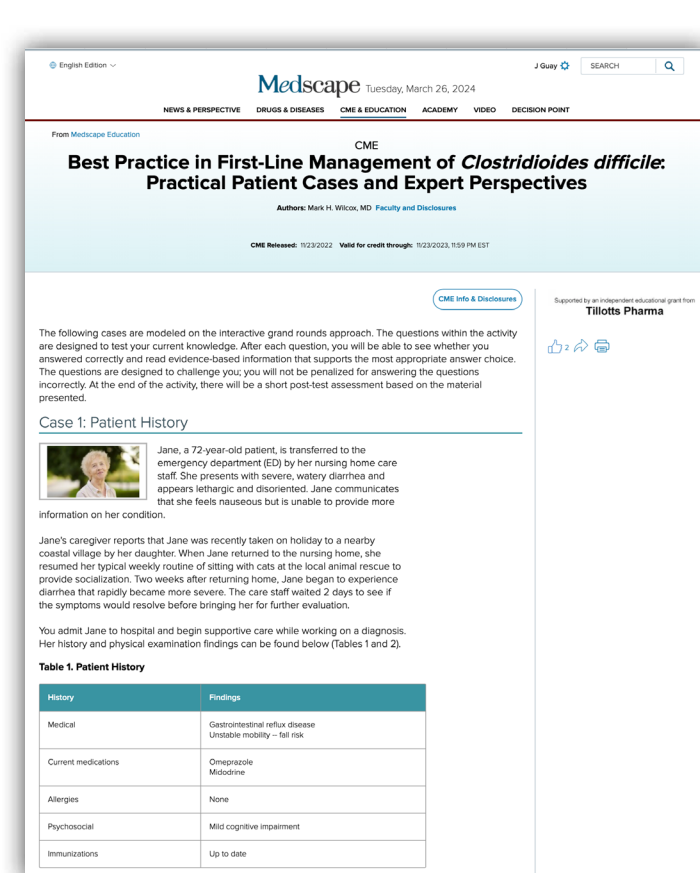 English Edition
J Guay
SEARCH
Medscape Tuesday, March 26, 2024
NEWS & PERSPECTIVE DRUGS & DISEASES CME & EDUCATION ACADEMY VIDEO DECISION POINT
From Medscape Education
CME
Best Practice in First-Line Management of Clostridioides difficile:
Practical Patient Cases and Expert Perspectives
Authors: Mark H. Wilcox, MD Faculty and Disclosures
CME Released: 11/23/2022 Valid for credit through: 11/23/2023, 11:59 PM EST
CME Info & Disclosures
Supported by an independent educational grant from
Tillotts Pharma
2
The following cases are modeled on the interactive grand rounds approach. The questions within the activity
are designed to test your current knowledge. After each question, you will be able to see whether you
answered correctly and read evidence-based information that supports the most appropriate answer choice.
The questions are designed to challenge you; you will not be penalized for answering the questions
incorrectly. At the end of the activity, there will be a short post-test assessment based on the material
presented.
Case 1: Patient History
Jane, a 72-year-old patient, is transferred to the
emergency department (ED) by her nursing home care
staff. She presents with severe, watery diarrhea and
appears lethargic and disoriented. Jane communicates
that she feels nauseous but is unable to provide more
information on her condition.
Jane's caregiver reports that Jane was recently taken on holiday to a nearby
coastal village by her daughter. When Jane returned to the nursing home, she
resumed her typical weekly routine of sitting with cats at the local animal rescue to
provide socialization. Two weeks after returning home, Jane began to experience
diarrhea that rapidly became more severe. The care staff waited 2 days to see if
the symptoms would resolve before bringing her for further evaluation.
You admit Jane to hospital and begin supportive care while working on a diagnosis.
Her history and physical examination findings can be found below (Tables 1 and 2).
Table 1. Patient History
History Findings
Medical Gastrointestinal reflux disease
Unstable mobility – fall risk
Current medications Omeprazole
Midodrine
Allergies None
Psychosocial Mild cognitive impairment
Immunizations Up to date